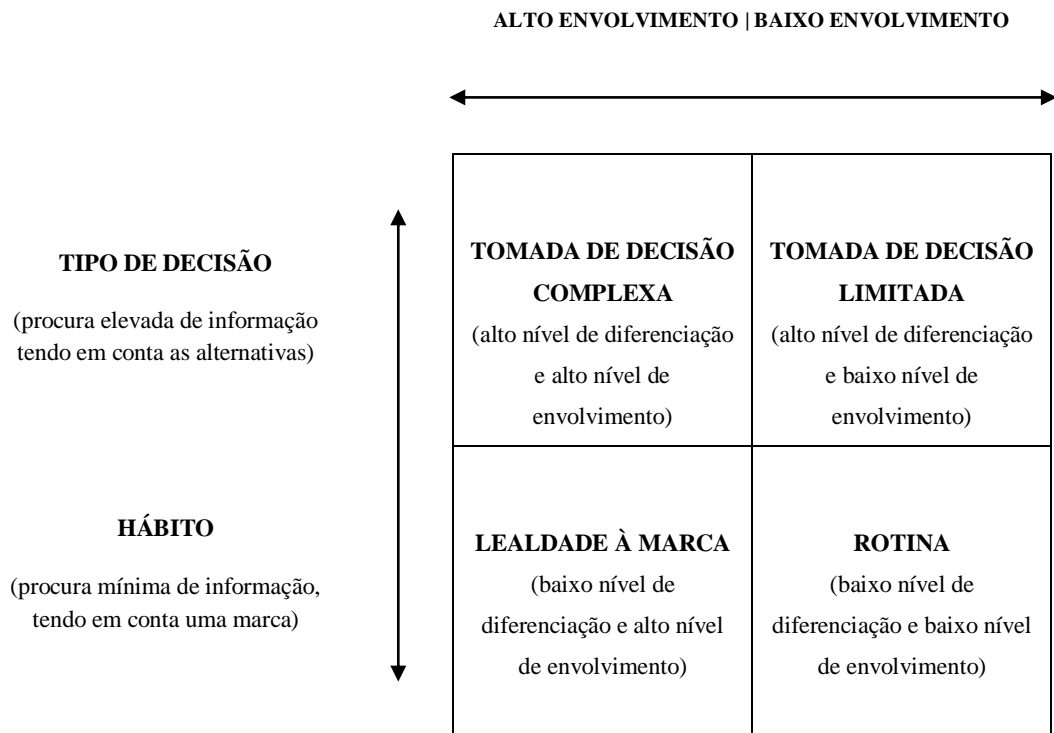 ALTO ENVOLVIMENTO | BAIXO ENVOLVIMENTO
TIPO DE DECISÃO
(procura elevada de informação
tendo em conta as alternativas)
TOMADA DE DECISÃO
COMPLEXA
(alto nível de diferenciação
e alto nível de
envolvimento)
TOMADA DE DECISÃO
LIMITADA
(alto nível de diferenciação
e baixo nível de
envolvimento)
HÁBITO
(procura mínima de informação,
tendo em conta uma marca)
LEALDADE À MARCA
(baixo nível de
diferenciação e alto nível
de envolvimento)
ROTINA
(baixo nível de
diferenciação e baixo nível
de envolvimento)